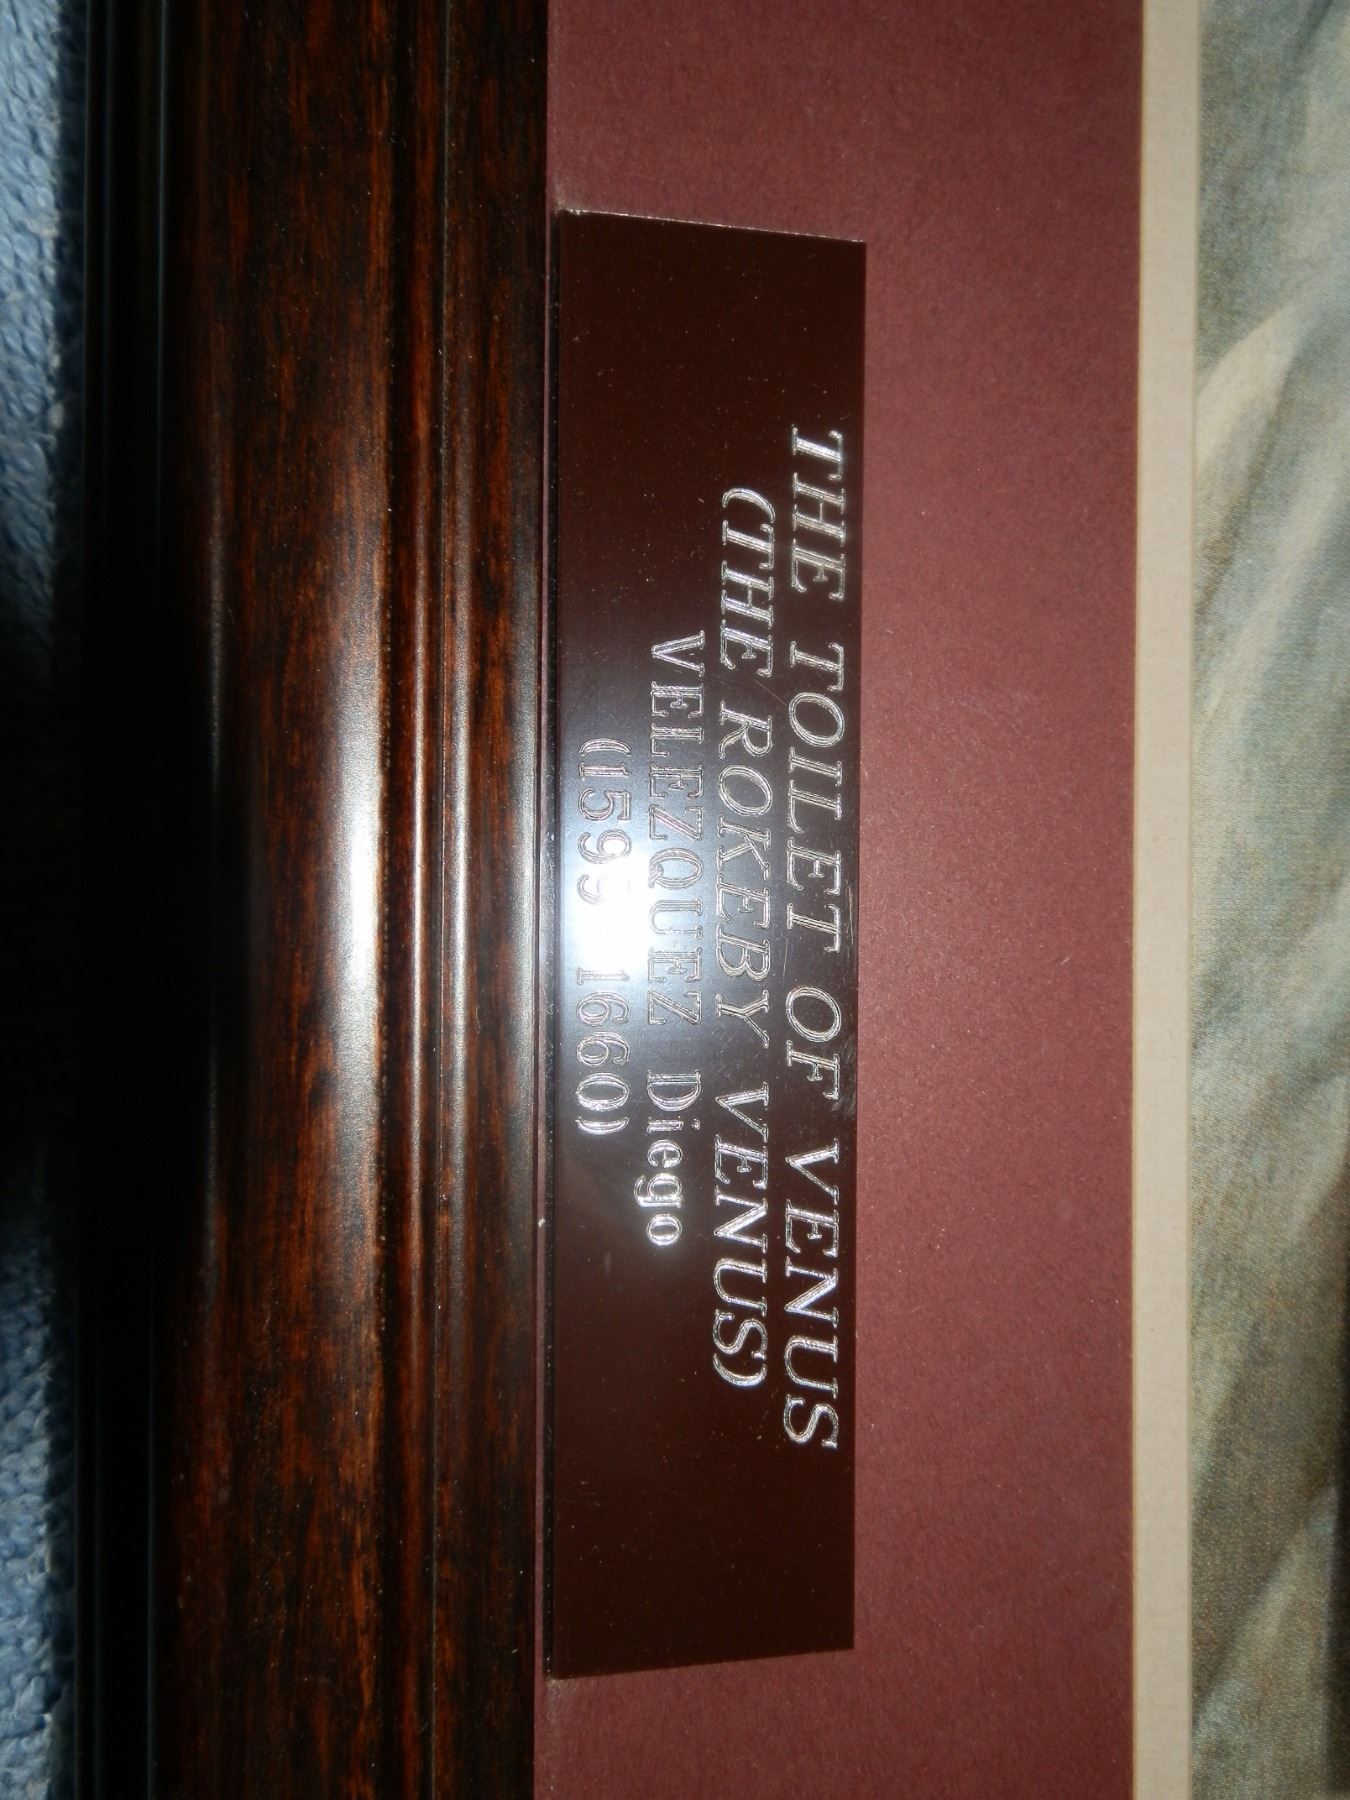 THE TOILET OF VENUS
(THE ROKEBY VENUS)
VELEZQUEZ Diego
(1599 1660)